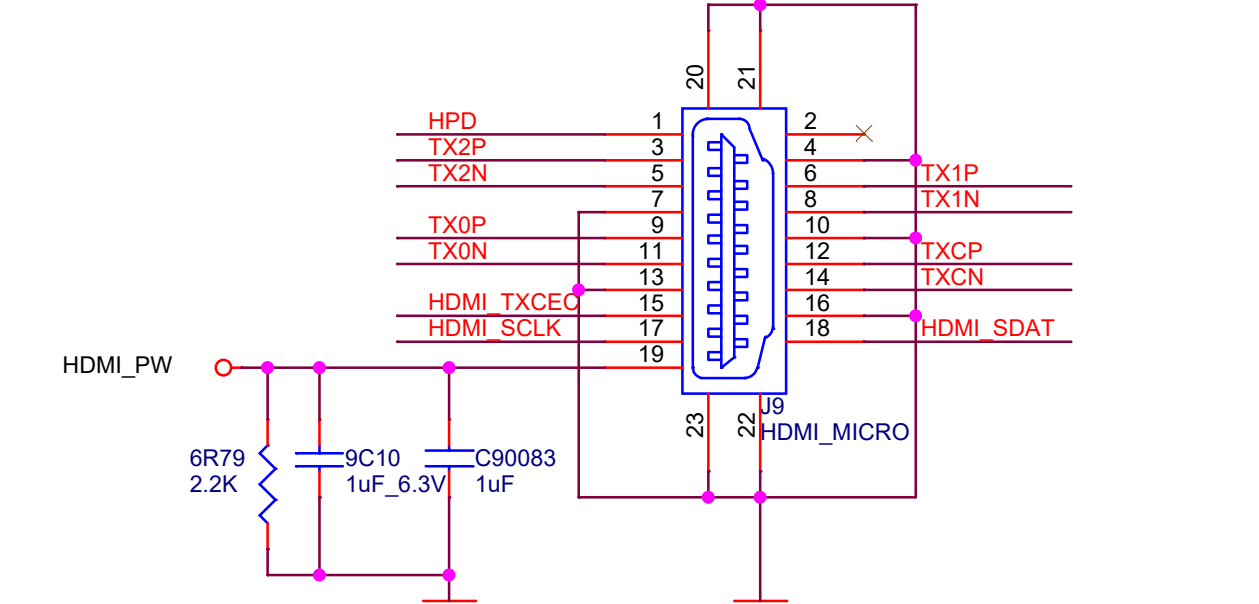 20 21
HPD 1 2
TX2P 3 4
TX2N 5 6 TX1P
7 8 TX1N
TX0P 9 10
TX0N 11 12 TXCP
13 14 TXCN
HDMI_TXCEC 15 16
HDMI_SCLK 17 18 HDMI_SDAT
HDMI_PW 19
23 22 J9
HDMI_MICRO
6R79 9C10 C90083
2.2K 1uF_6.3V 1uF